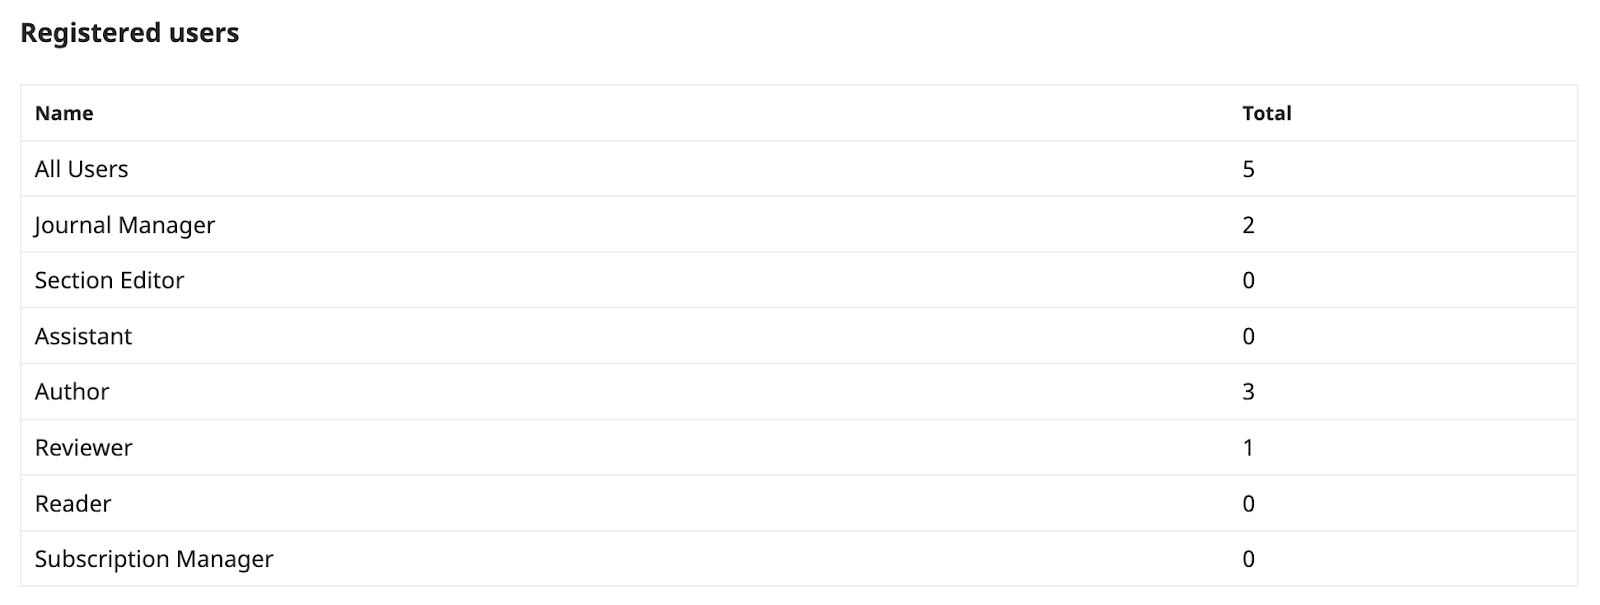 Registered users
Name Total
All Users 5
Journal Manager 2
Section Editor 0
Assistant 0
Author 3
Reviewer 1
Reader 0
Subscription Manager 0